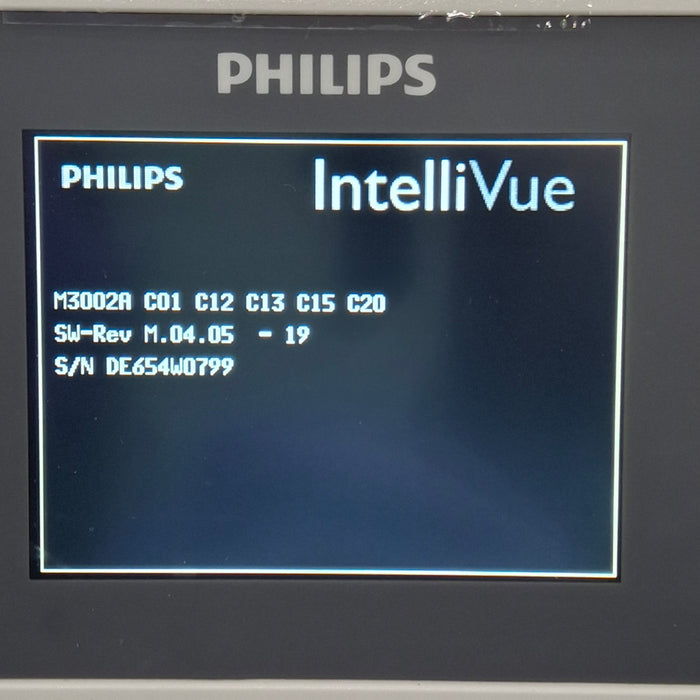 PHILIPS
PHILIPS
IntelliVue
M3002A C01 C12 C13 C15 C20
SW-Rev M.04.05 - 19
S/N DE654W0799